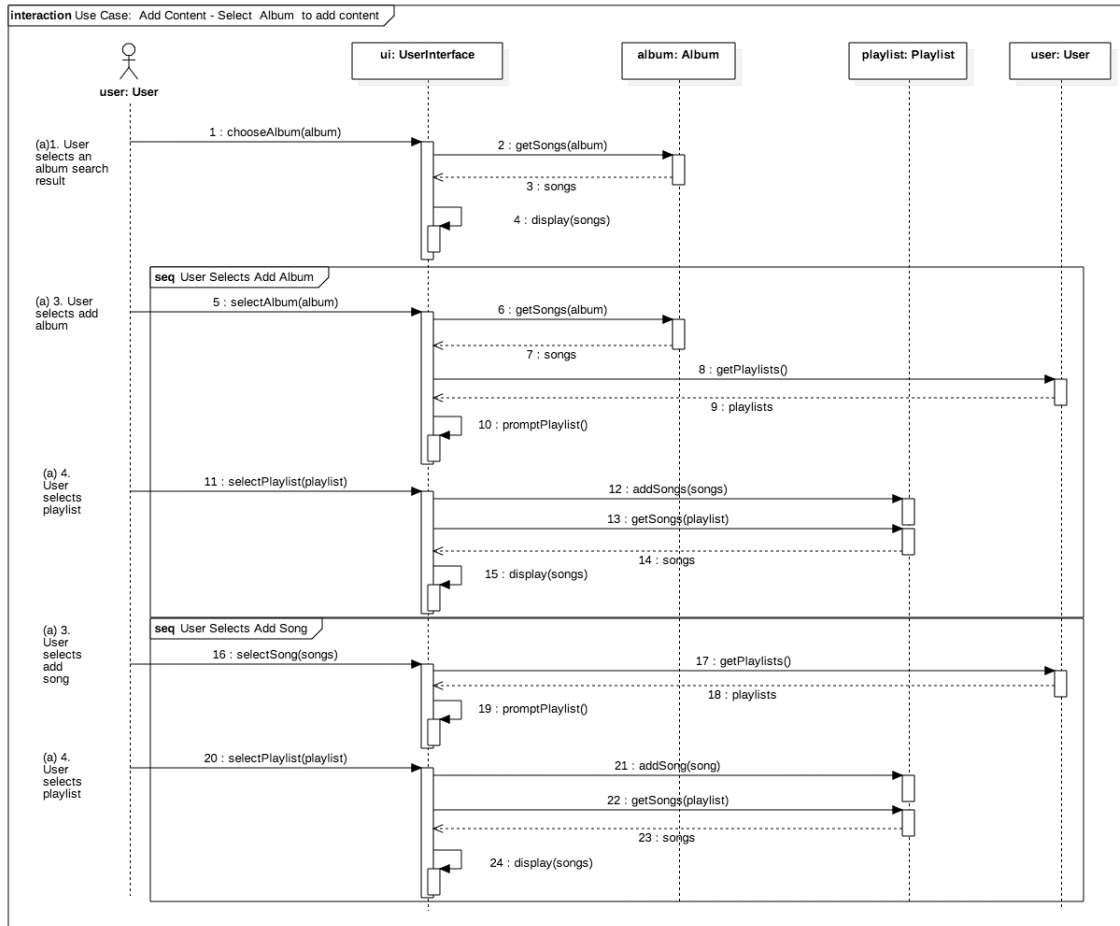 interaction Use Case: Add Content - Select Album to add content
user: User
ui: UserInterface
album: Album
playlist: Playlist
user: User
(a)1. User
selects an
album search
result
1 : chooseAlbum(album)
2 : getSongs(album)
3 : songs
4 : display(songs)
seq User Selects Add Album
(a) 3. User
selects add
album
5 : selectAlbum(album)
6 : getSongs(album)
7 : songs
8 : getPlaylists()
9 : playlists
10 : promptPlaylist()
(a) 4.
User
selects
playlist
11 : selectPlaylist(playlist)
12 : addSongs(songs)
13 : getSongs(playlist)
14 : songs
15 : display(songs)
seq User Selects Add Song
(a) 3.
User
selects
add
song
16 : selectSong(songs)
17 : getPlaylists()
18 : playlists
19 : promptPlaylist()
(a) 4.
User
selects
playlist
20 : selectPlaylist(playlist)
21 : addSong(song)
22 : getSongs(playlist)
23 : songs
24 : display(songs)